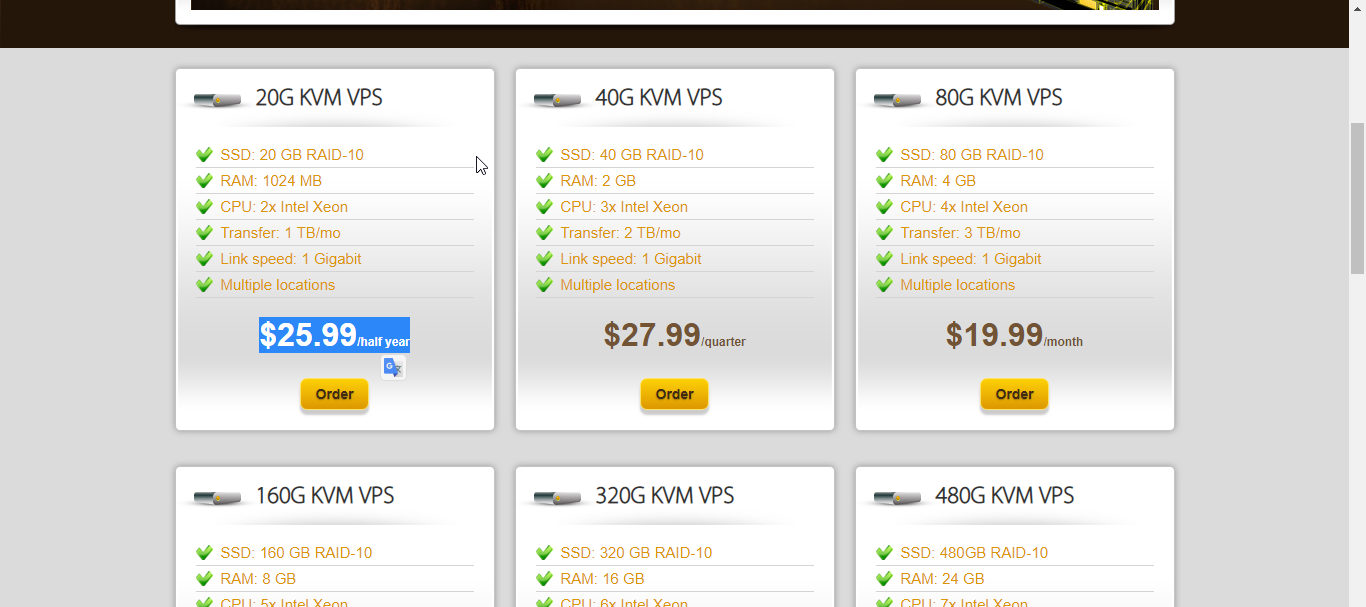 20G KVM VPS
SSD: 20 GB RAID-10
RAM: 1024 MB
CPU: 2x Intel Xeon
Transfer: 1 TB/mo
Link speed: 1 Gigabit
Multiple locations
$25.99/half year
Order
40G KVM VPS
SSD: 40 GB RAID-10
RAM: 2 GB
CPU: 3x Intel Xeon
Transfer: 2 TB/mo
Link speed: 1 Gigabit
Multiple locations
$27.99/quarter
Order
80G KVM VPS
SSD: 80 GB RAID-10
RAM: 4 GB
CPU: 4x Intel Xeon
Transfer: 3 TB/mo
Link speed: 1 Gigabit
Multiple locations
$19.99/month
Order
160G KVM VPS
SSD: 160 GB RAID-10
RAM: 8 GB
CPU: 5x Intel Xeon
320G KVM VPS
SSD: 320 GB RAID-10
RAM: 16 GB
CPU: 6x Intel Xeon
480G KVM VPS
SSD: 480GB RAID-10
RAM: 24 GB
CPU: 7x Intel Xeon